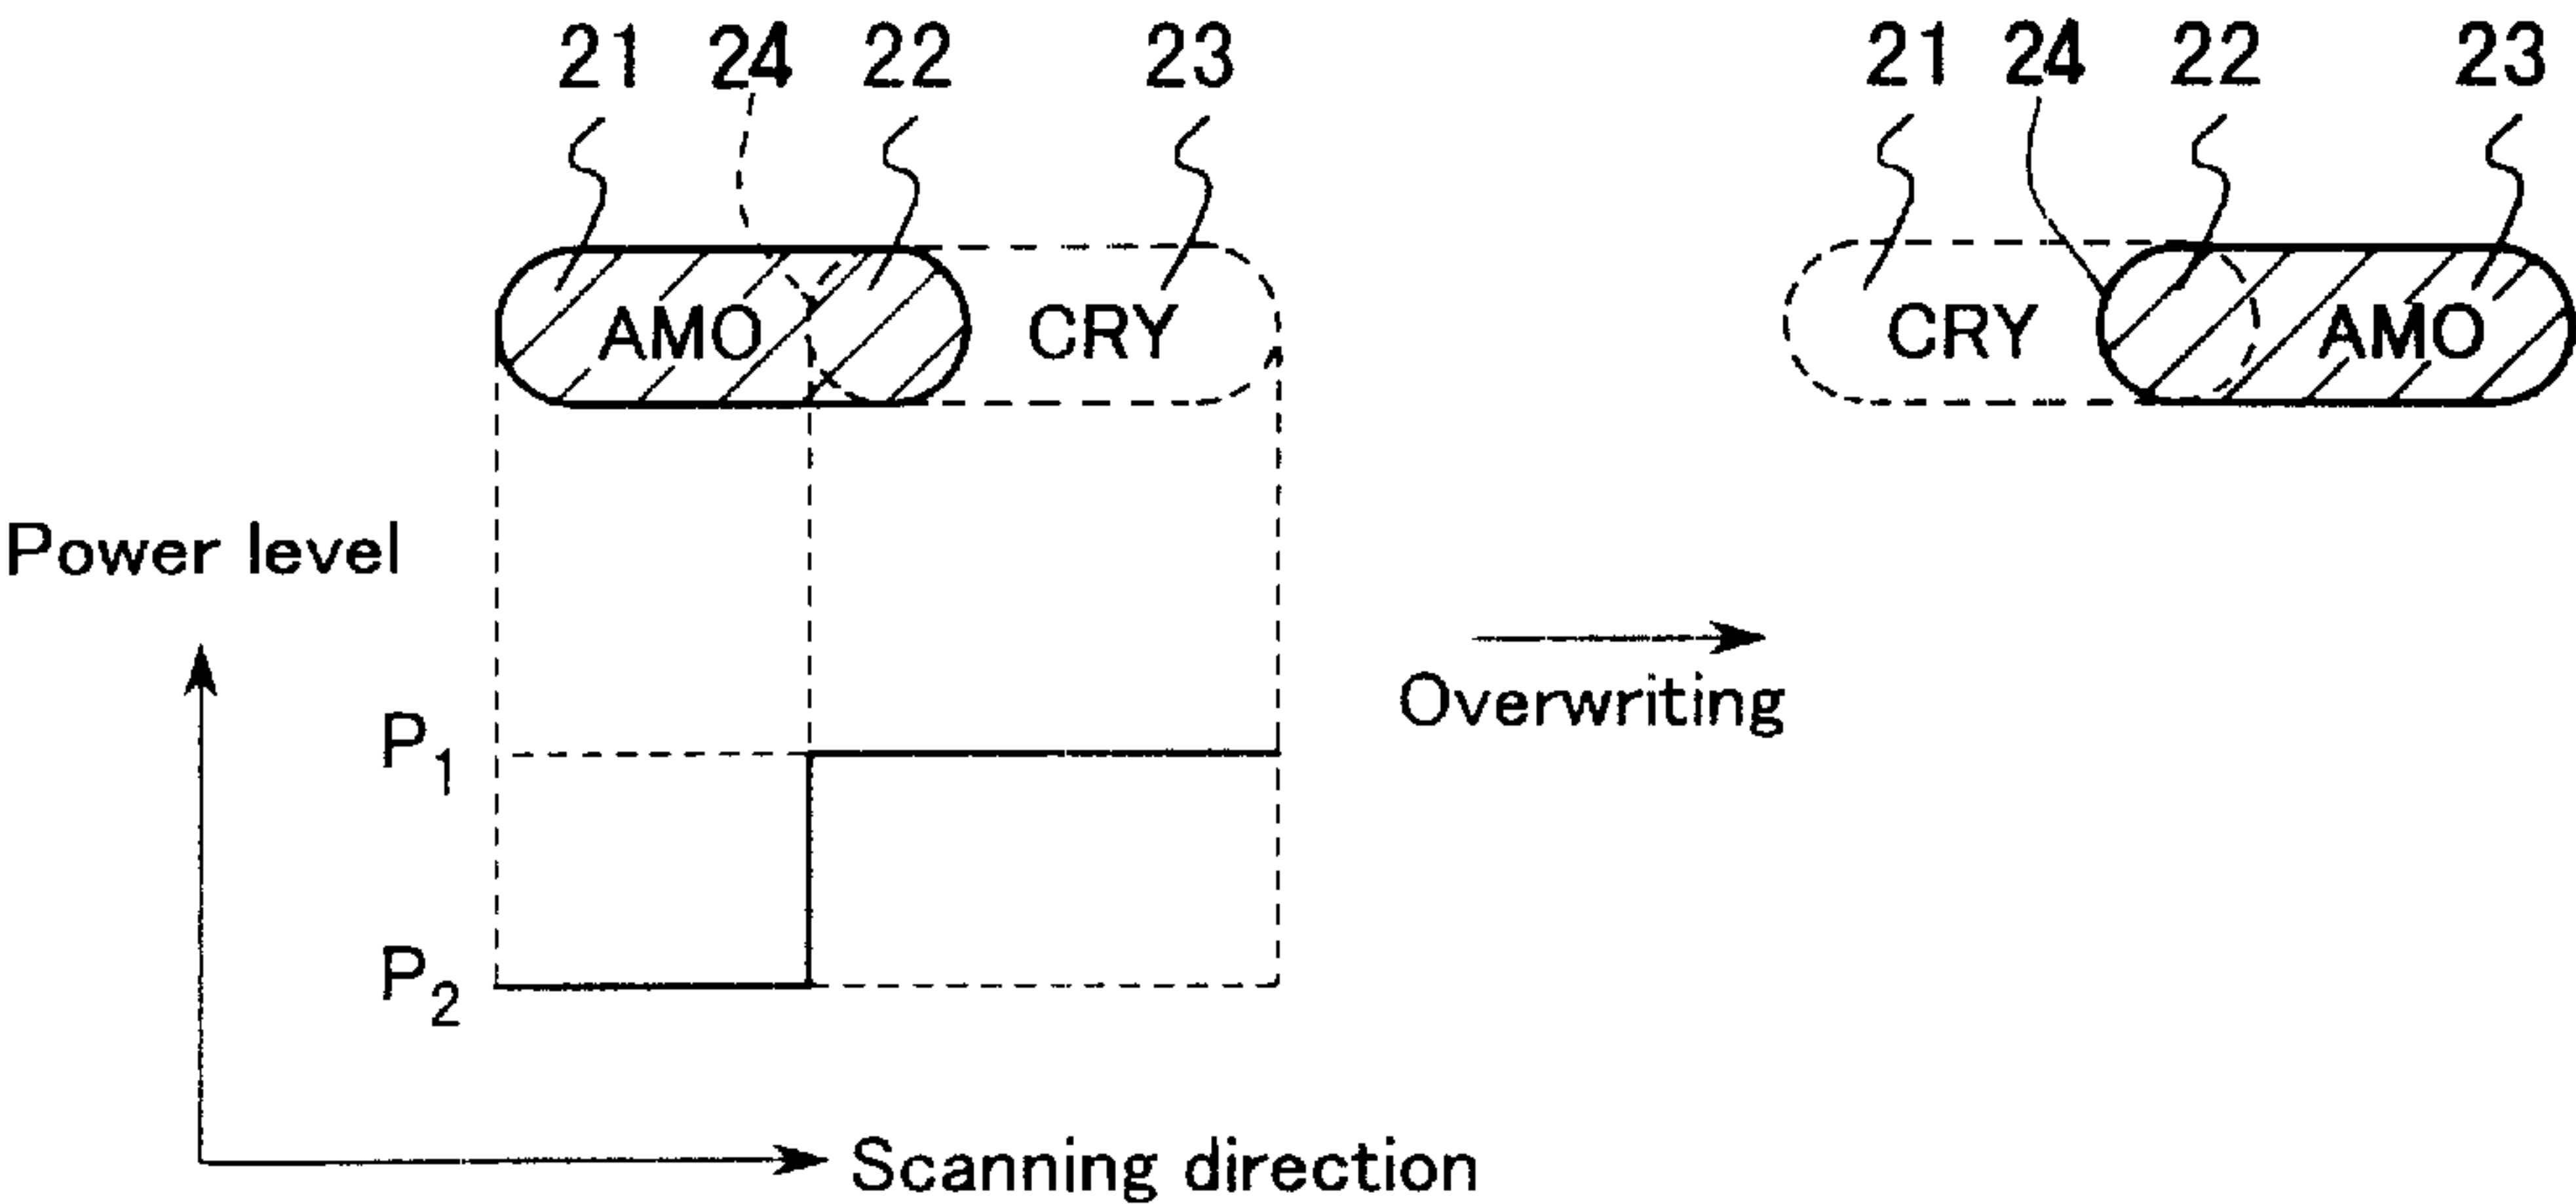 21 24 22 23 21 24 22 23
AMO CRY CRY AMO
Power level
P1
Overwriting
P2
Scanning direction